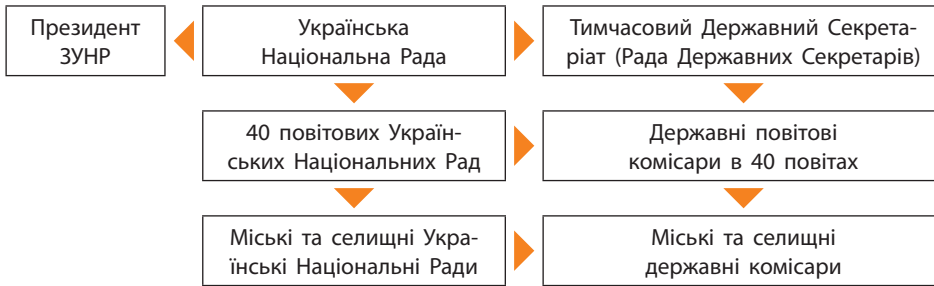 Президент
ЗУНР
Українська
Національна Рада
Тимчасовий Державний Секрета-
ріат (Рада Державних Секретарів)
40 повітових Україн-
ських Національних Рад
Державні повітові
комісари в 40 повітах
Міські та селищні Укра-
їнські Національні Ради
Міські та селищні
державні комісари